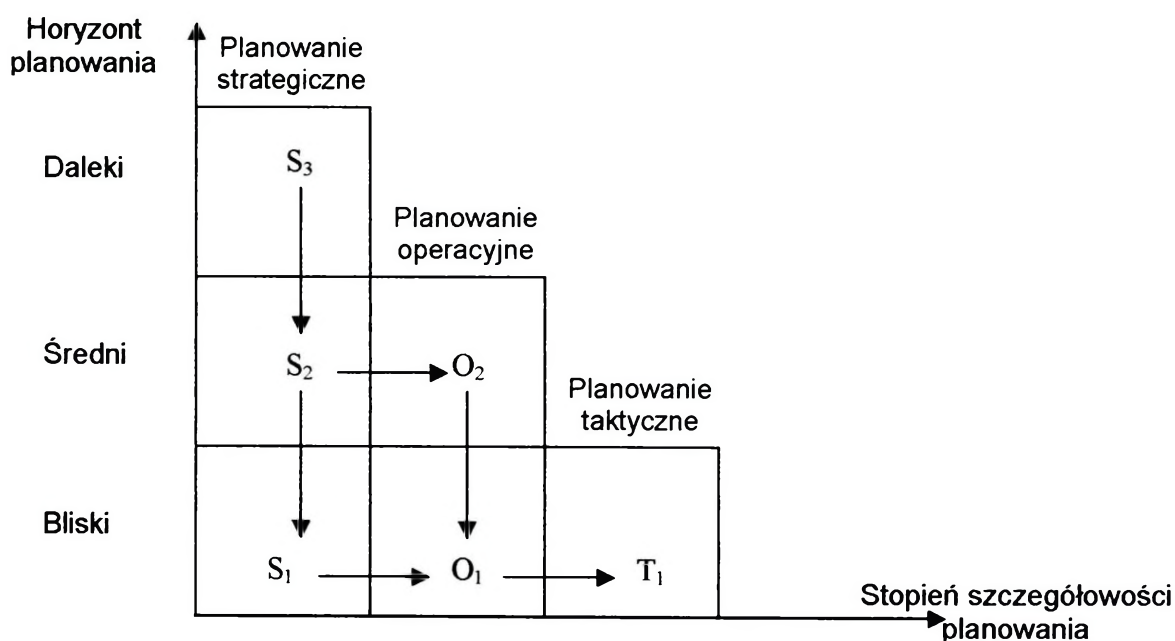 Horyzont
planowania
Planowanie
strategiczne
Daleki
S₃
Planowanie
operacyjne
Średni
S₂
O₂
Planowanie
taktyczne
Bliski
S₁
O₁
T₁
Stopień szczegółowości
planowania